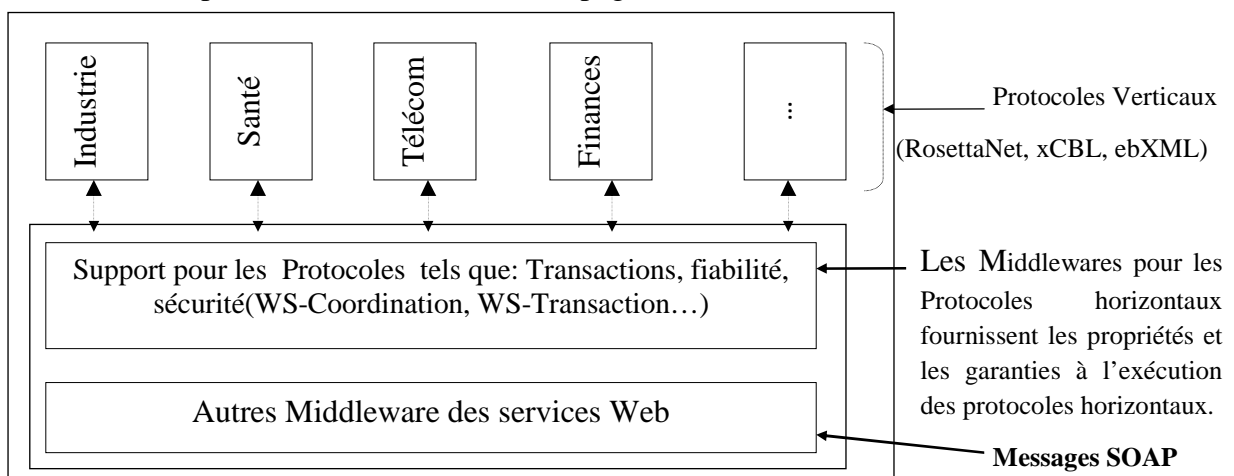 Industrie
Santé
Télécom
Finances
...
Protocoles Verticaux
(RosettaNet, xCBL, ebXML)
Support pour les Protocoles tels que: Transactions, fiabilité,
sécurité(WS-Coordination, WS-Transaction…)
Les Middlewares pour les
Protocoles horizontaux
fournissent les propriétés et
les garanties à l’exécution
des protocoles horizontaux.
Autres Middleware des services Web
Messages SOAP